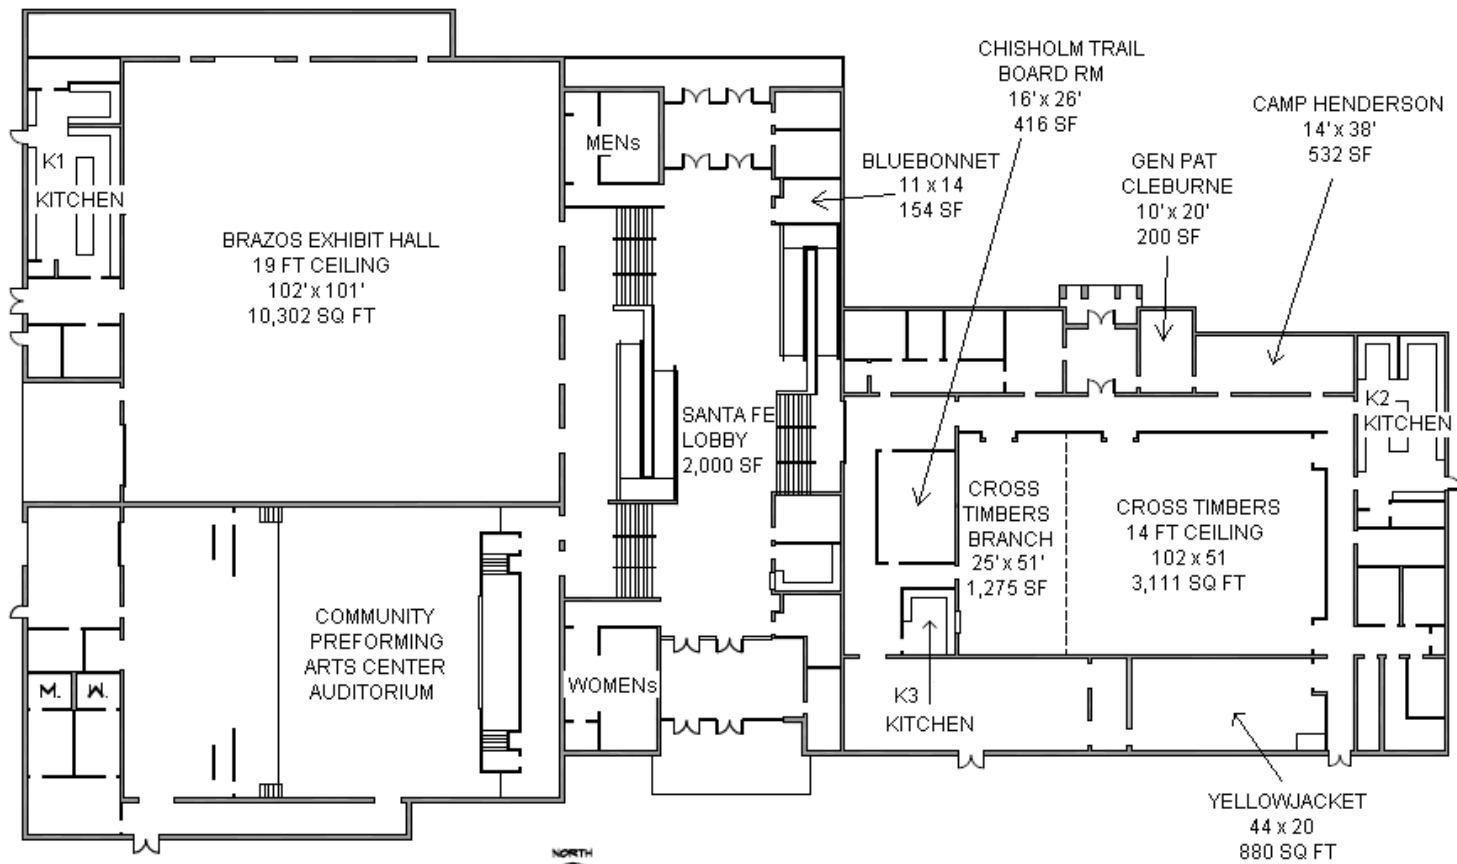 CHISHOLM TRAIL
BOARD RM
16' x 26'
416 SF
CAMP HENDERSON
14' x 38'
532 SF
BLUEBONNET
11 x 14
154 SF
GEN PAT
CLEBURNE
10' x 20'
200 SF
MENs
K1
KITCHEN
BRAZOS EXHIBIT HALL
19 FT CEILING
102' x 101'
10,302 SQ FT
SANTA FE
LOBBY
2,000 SF
K2
KITCHEN
CROSS
TIMBERS
BRANCH
25' x 51'
1,275 SF
CROSS TIMBERS
14 FT CEILING
102 x 51
3,111 SQ FT
COMMUNITY
PREFORMING
ARTS CENTER
AUDITORIUM
M.
W.
WOMENs
K3
KITCHEN
YELLOWJACKET
44 x 20
880 SQ FT
NORTH